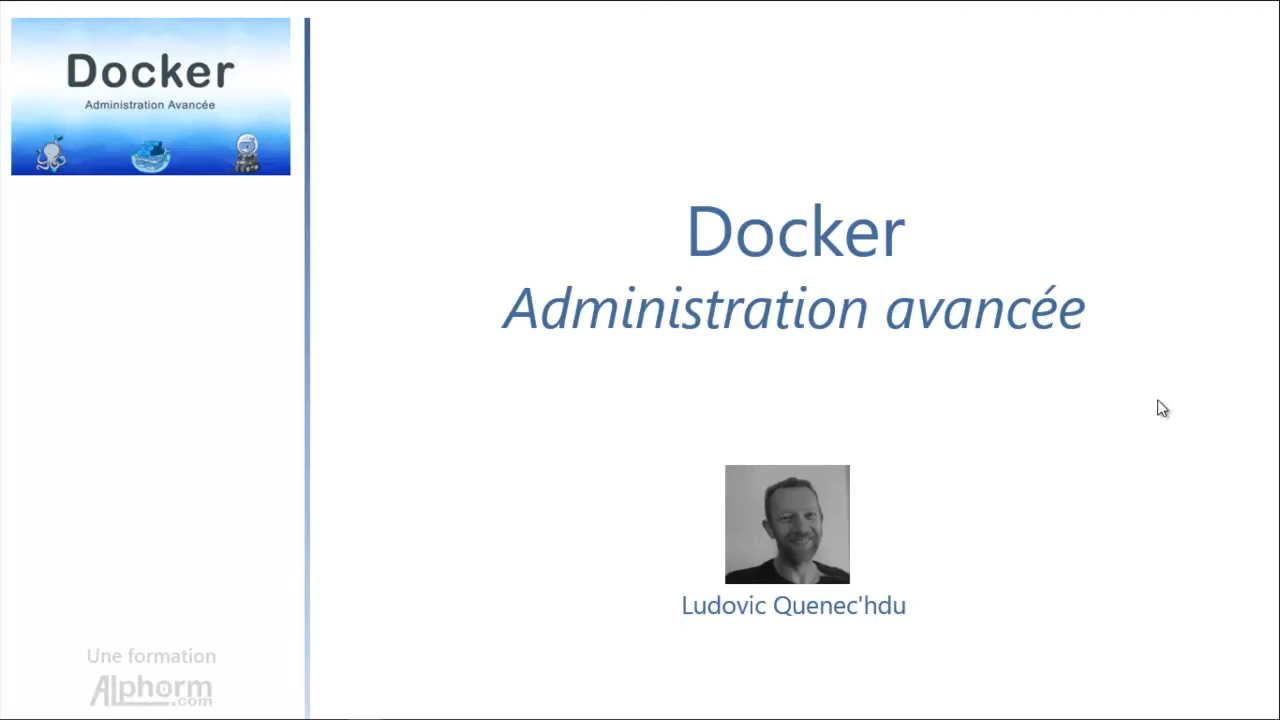 Docker
Administration Avancée
Docker
Administration avancée
Ludovic Quenec'hdu
Une formation
Alphorm
.com